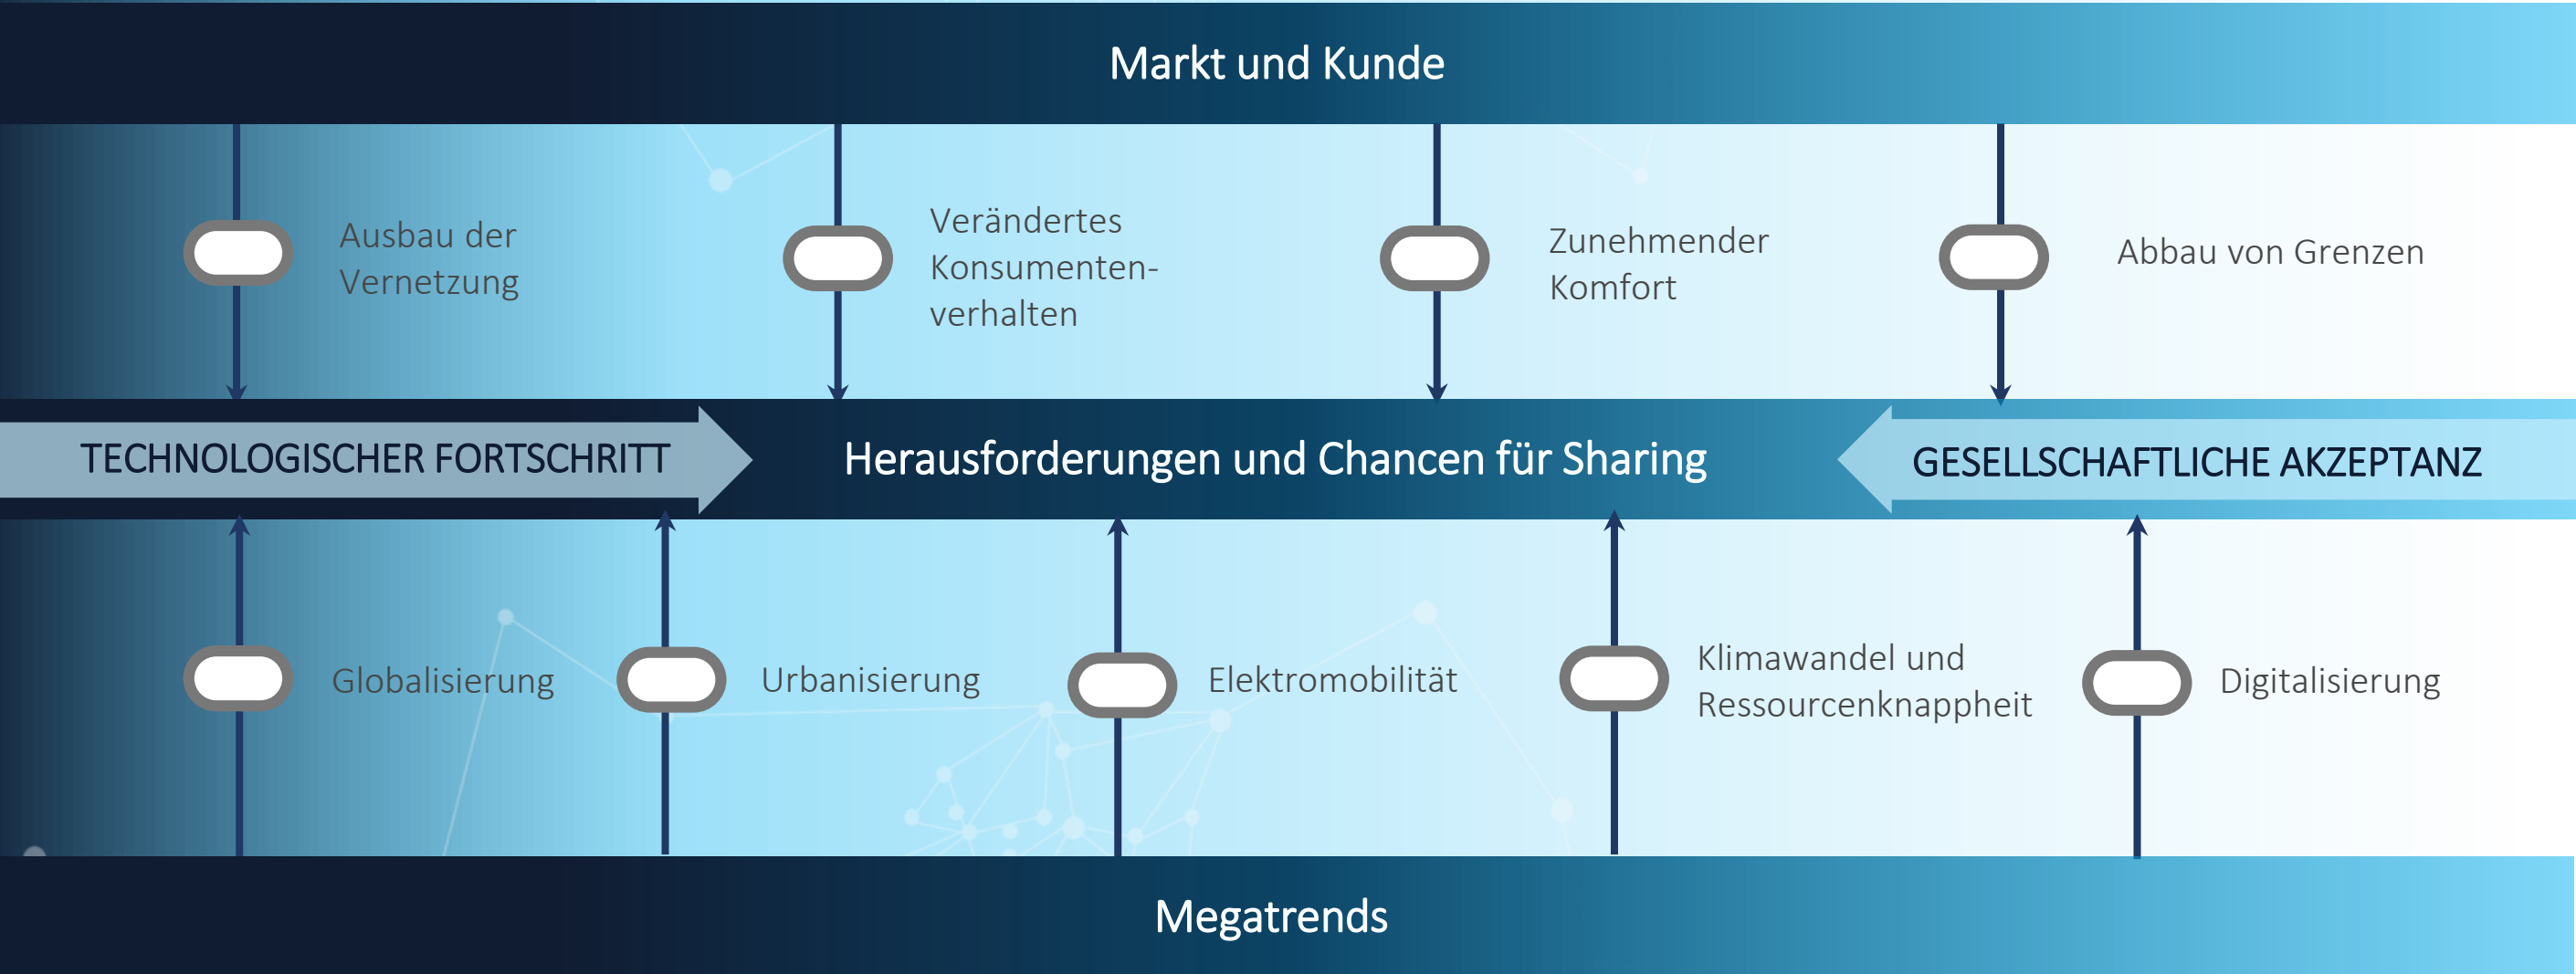 Markt und Kunde
Ausbau der
Vernetzung
Verändertes
Konsumenten-
verhalten
Zunehmender
Komfort
Abbau von Grenzen
TECHNOLOGISCHER FORTSCHRITT
Herausforderungen und Chancen für Sharing
GESELLSCHAFTLICHE AKZEPTANZ
Globalisierung
Urbanisierung
Elektromobilität
Klimawandel und
Ressourcenknappheit
Digitalisierung
Megatrends